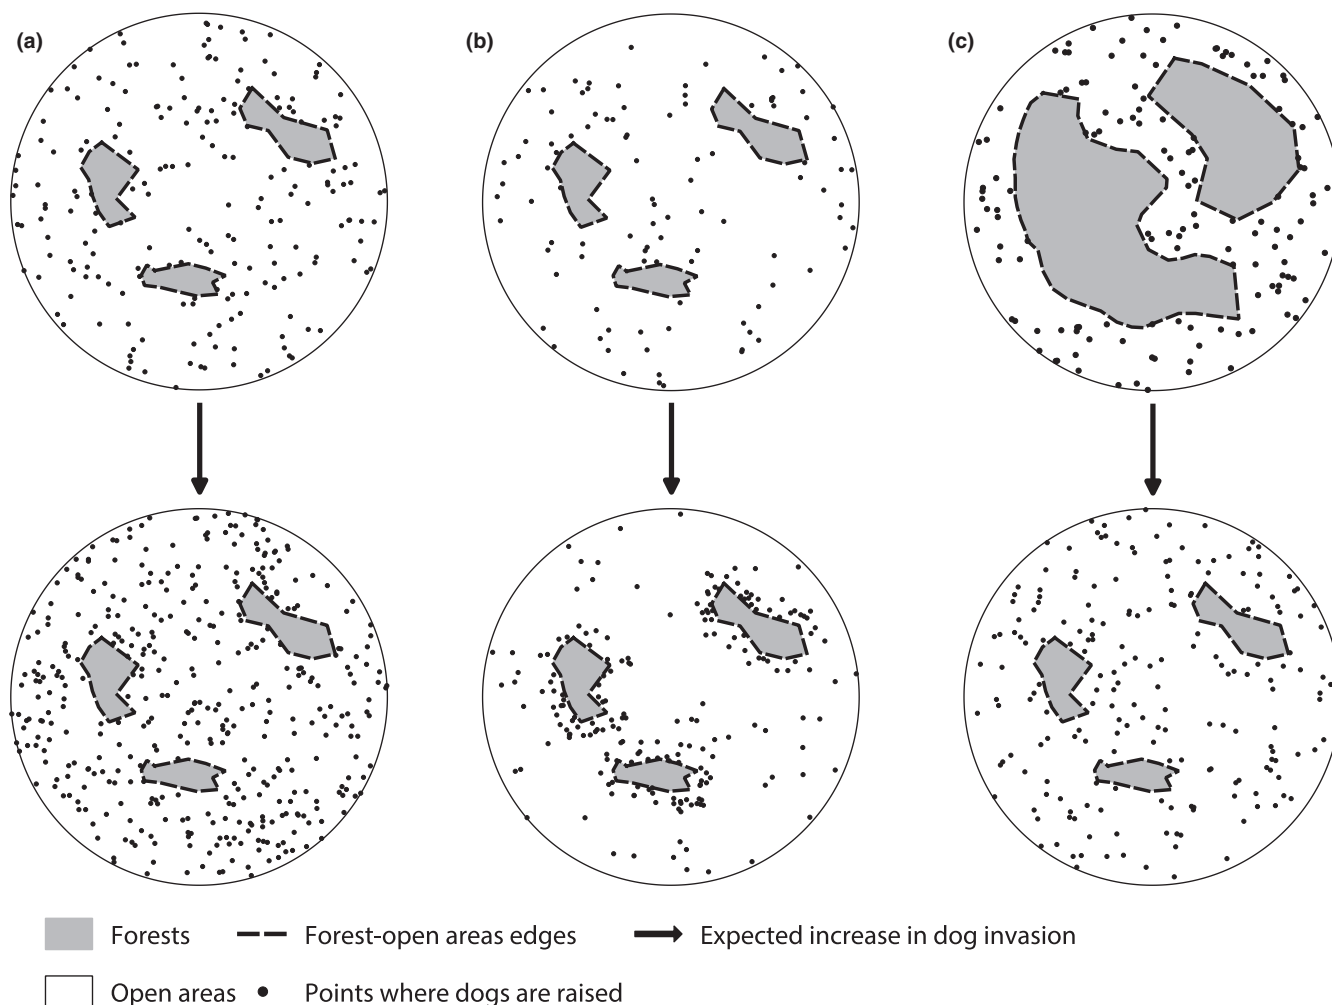 (a) (b) (c)
Forests Forest-open areas edges Expected increase in dog invasion
Open areas Points where dogs are raised